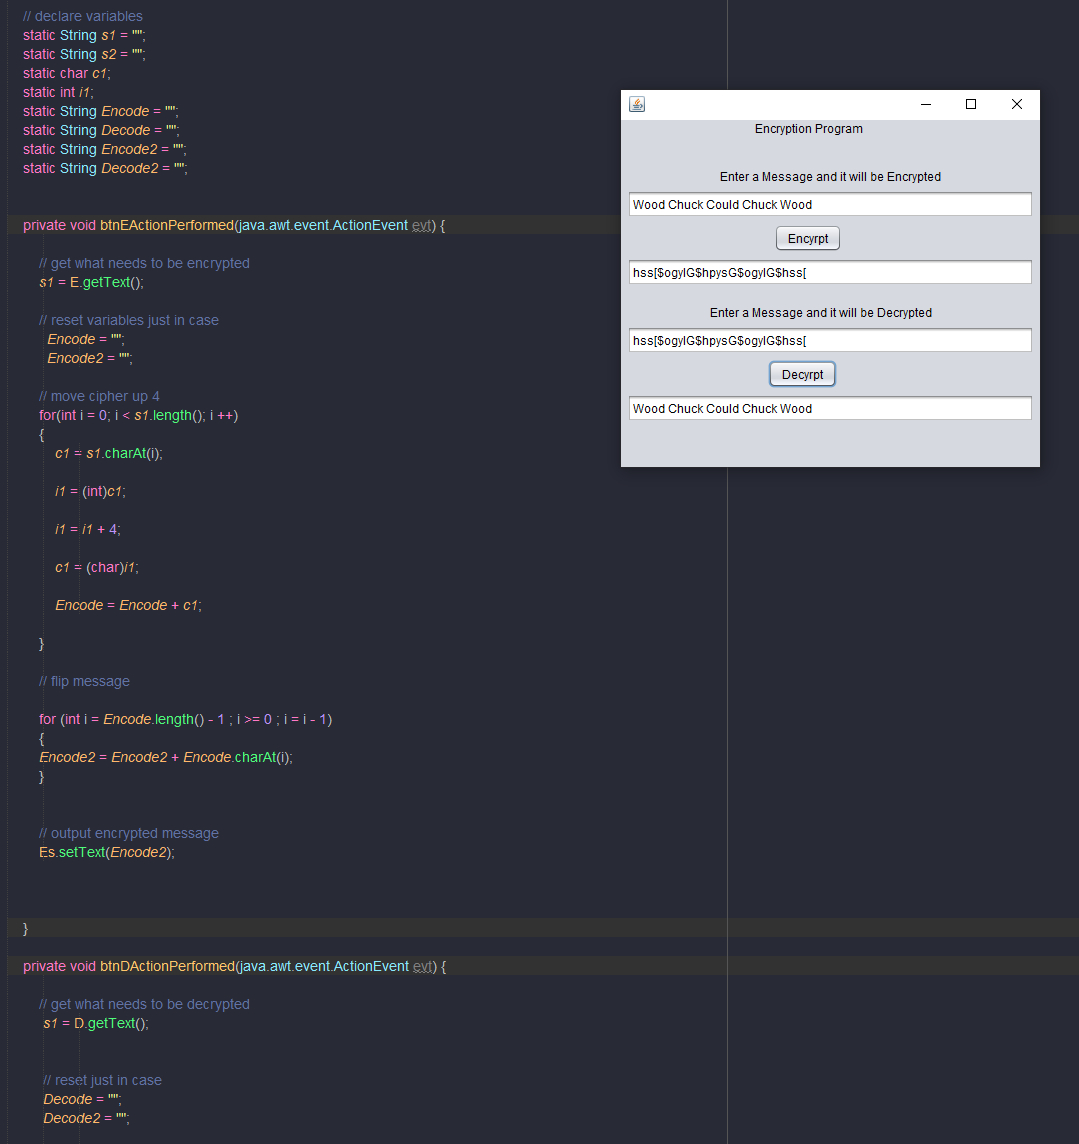 // declare variables
static String s1 = "";
static String s2 = "";
static char c1;
static int i1;
static String Encode = "";
static String Decode = "";
static String Encode2 = "";
static String Decode2 = "";
private void btnEActionPerformed(java.awt.event.ActionEvent evt) {
// get what needs to be encrypted
s1 = E.getText();
// reset variables just in case
Encode = "";
Encode2 = "";
// move cipher up 4
for(int i = 0; i < s1.length(); i ++)
{
c1 = s1.charAt(i);
i1 = (int)c1;
i1 = i1 + 4;
c1 = (char)i1;
Encode = Encode + c1;
}
// flip message
for (int i = Encode.length() - 1 ; i >= 0 ; i = i - 1)
{
Encode2 = Encode2 + Encode.charAt(i);
}
// output encrypted message
Es.setText(Encode2);
}
private void btnDActionPerformed(java.awt.event.ActionEvent evt) {
// get what needs to be decrypted
s1 = D.getText();
// reset just in case
Decode = "";
Decode2 = "";
Encryption Program
Enter a Message and it will be Encrypted
Wood Chuck Could Chuck Wood
Encyrpt
hss[$ogylG$hpysG$ogylG$hss[
Enter a Message and it will be Decrypted
hss[$ogylG$hpysG$ogylG$hss[
Decyrpt
Wood Chuck Could Chuck Wood